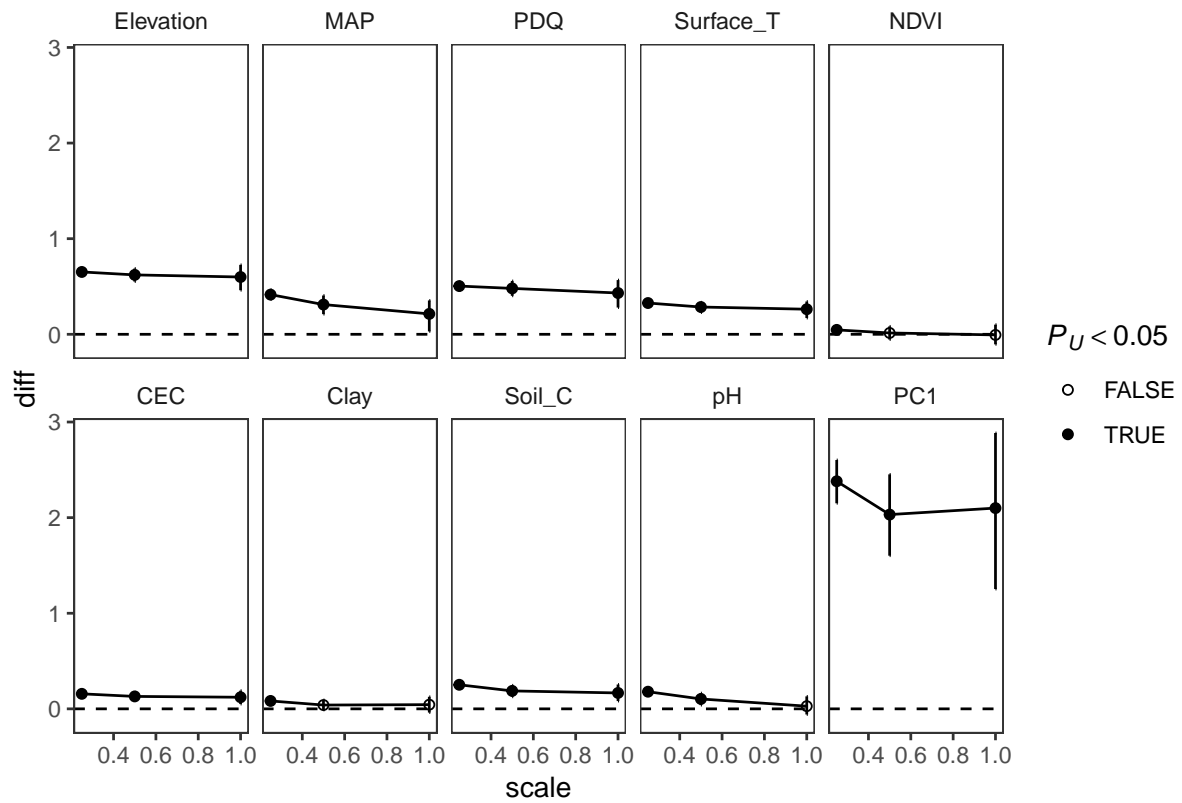 Elevation MAP PDQ Surface_T NDVI
3
2
1
0
CEC Clay Soil_C pH PC1
3
2
1
0
diff
0.4 0.6 0.8 1.0 0.4 0.6 0.8 1.0 0.4 0.6 0.8 1.0 0.4 0.6 0.8 1.0 0.4 0.6 0.8 1.0
scale
P_U < 0.05
FALSE
TRUE